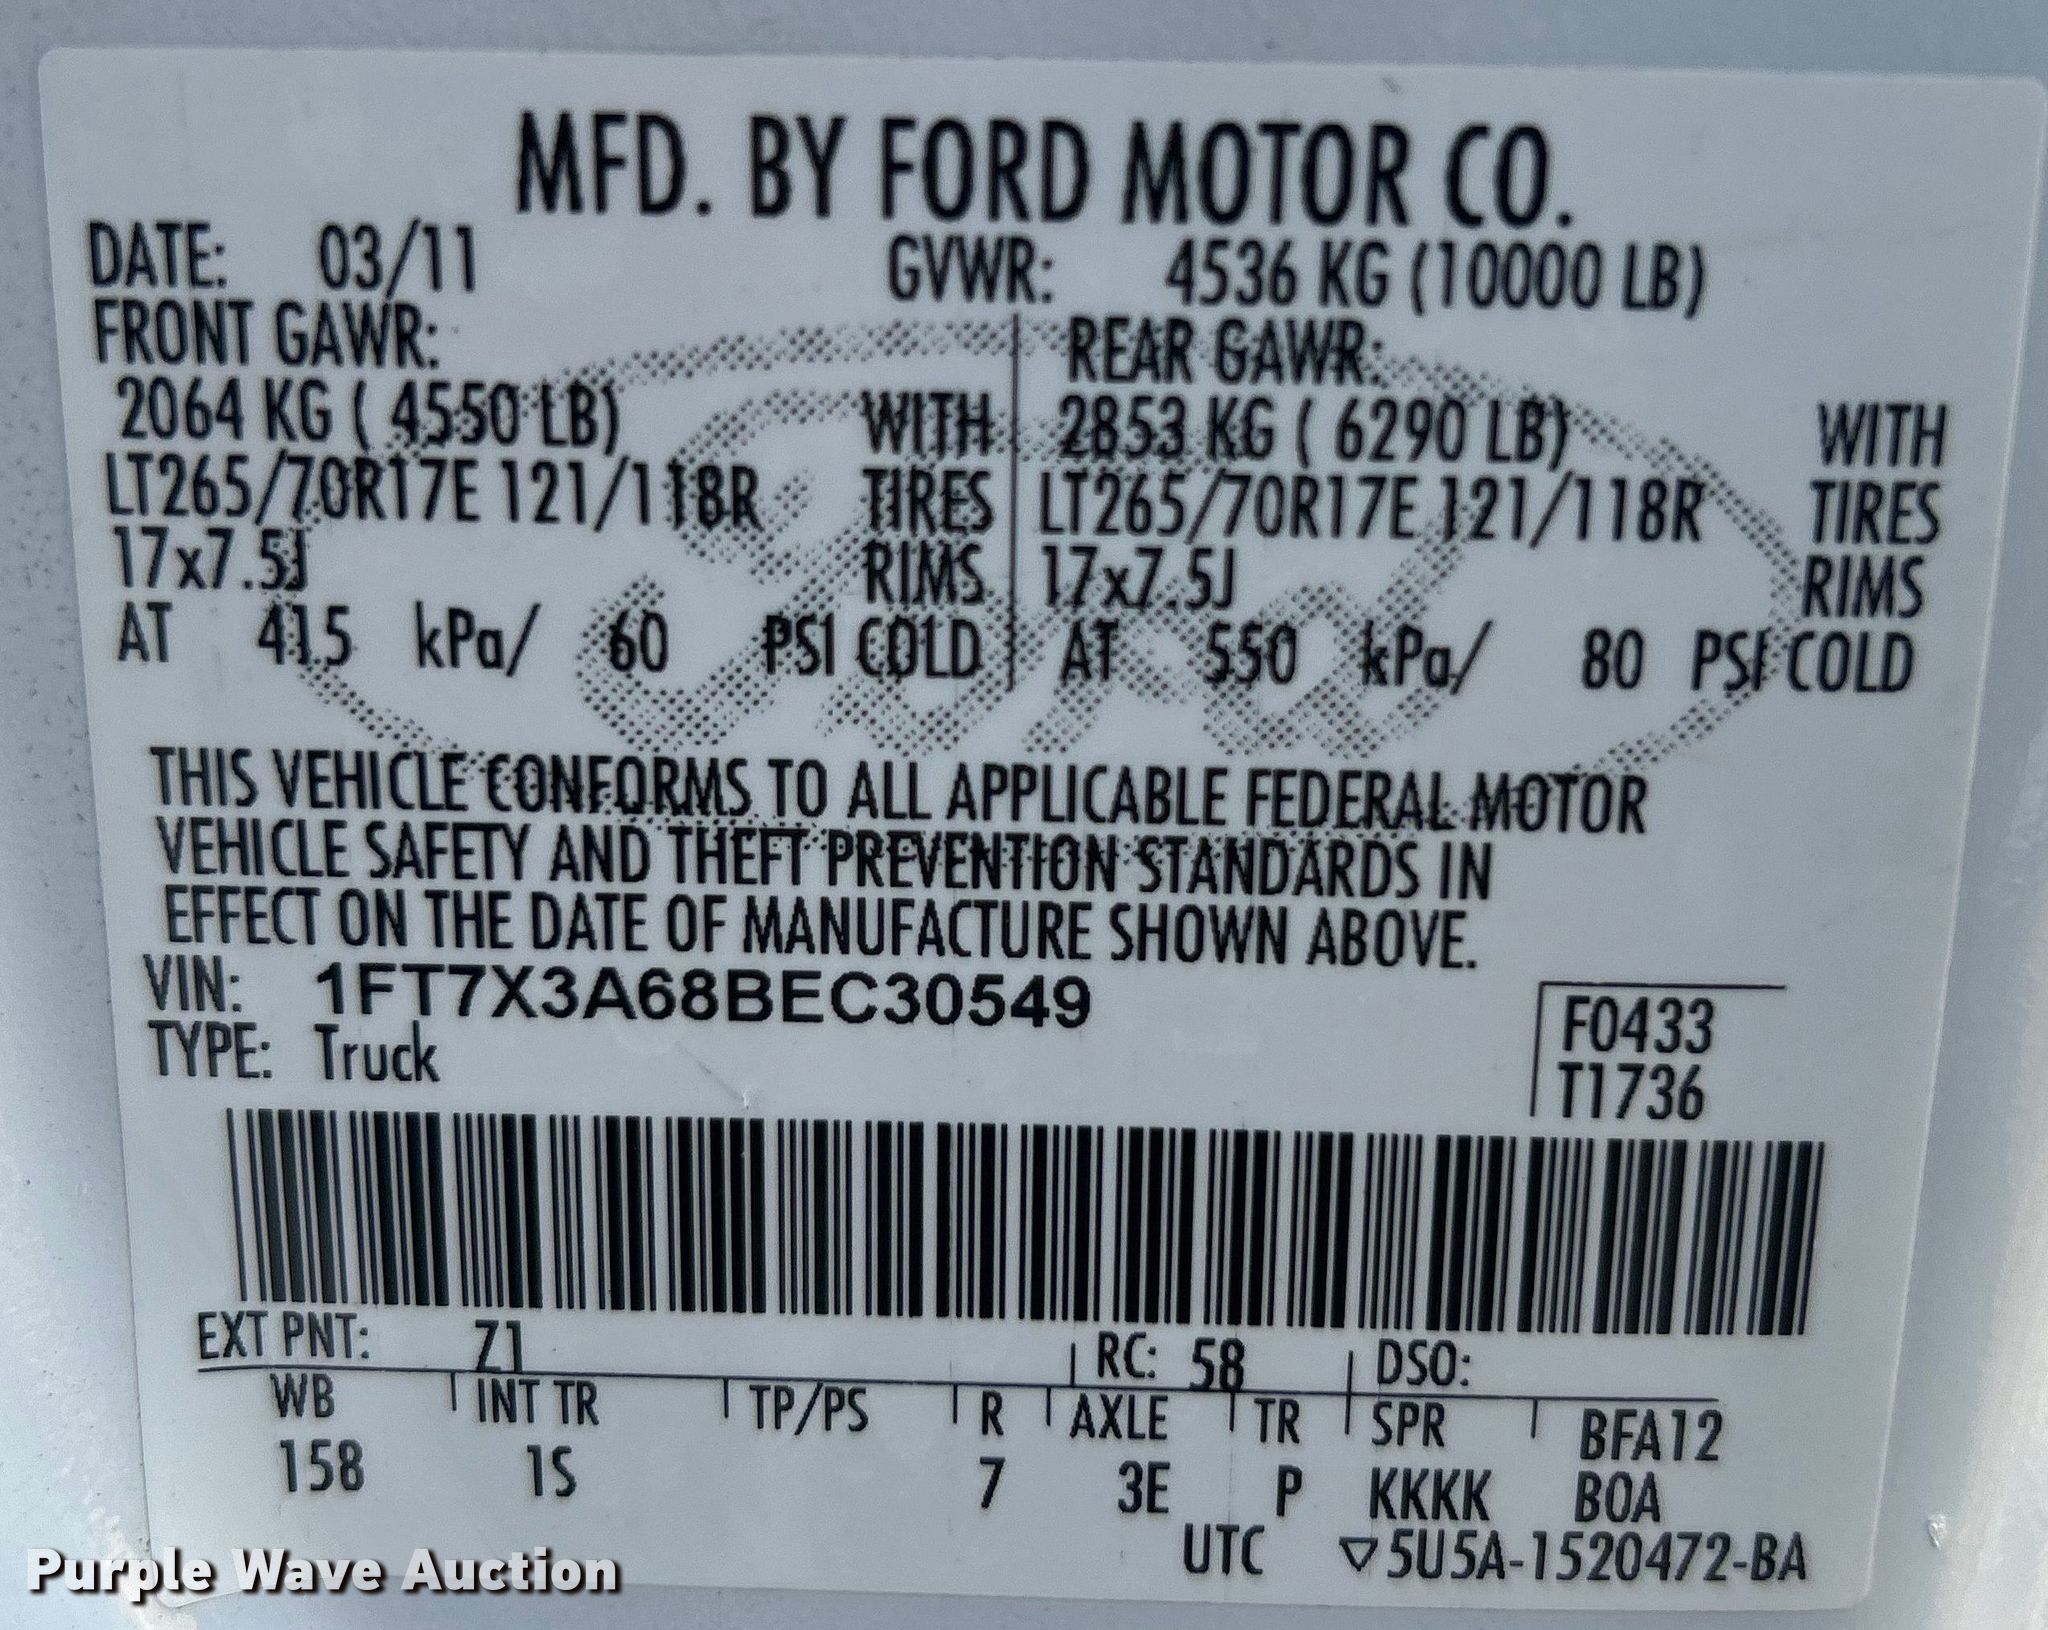 MFD. BY FORD MOTOR CO.
DATE: 03/11 GVWR: 4536 KG (10000 LB)
FRONT GAWR: REAR GAWR:
2064 KG ( 4550 LB) WITH 2853 KG ( 6290 LB) WITH
LT265/70R17E 121/118R TIRES LT265/70R17E 121/118R TIRES
17x7.5J RIMS 17x7.5J RIMS
AT 415 kPa/ 60 PSI COLD AT 550 kPa/ 80 PSI COLD
Ford
THIS VEHICLE CONFORMS TO ALL APPLICABLE FEDERAL MOTOR
VEHICLE SAFETY AND THEFT PREVENTION STANDARDS IN
EFFECT ON THE DATE OF MANUFACTURE SHOWN ABOVE.
VIN: 1FT7X3A68BEC30549
TYPE: Truck
F0433
T1736
EXT PNT: Z1 RC: 58 DSO:
WB INT TR TP/PS R AXLE TR SPR BFA12
158 1S 7 3E P KKKK BOA
UTC ▽5U5A-1520472-BA
Purple Wave Auction